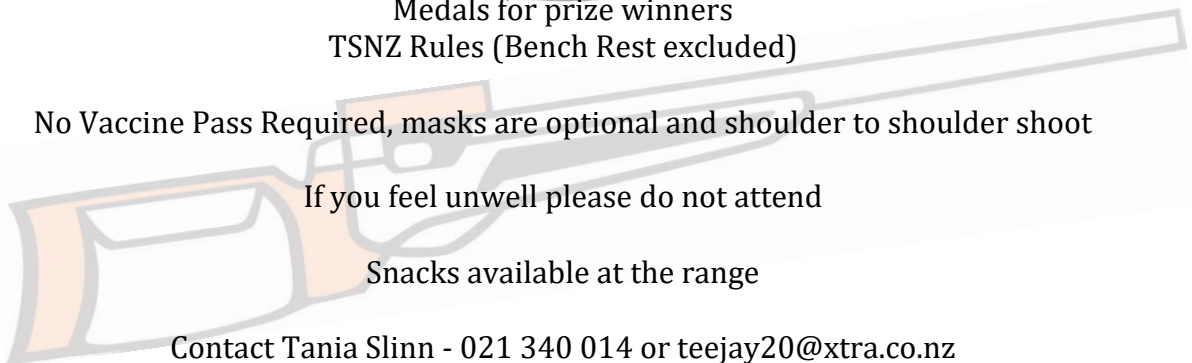 Medals for prize winners
TSNZ Rules (Bench Rest excluded)
No Vaccine Pass Required, masks are optional and shoulder to shoulder shoot
If you feel unwell please do not attend
Snacks available at the range
Contact Tania Slinn - 021 340 014 or teejay20@xtra.co.nz